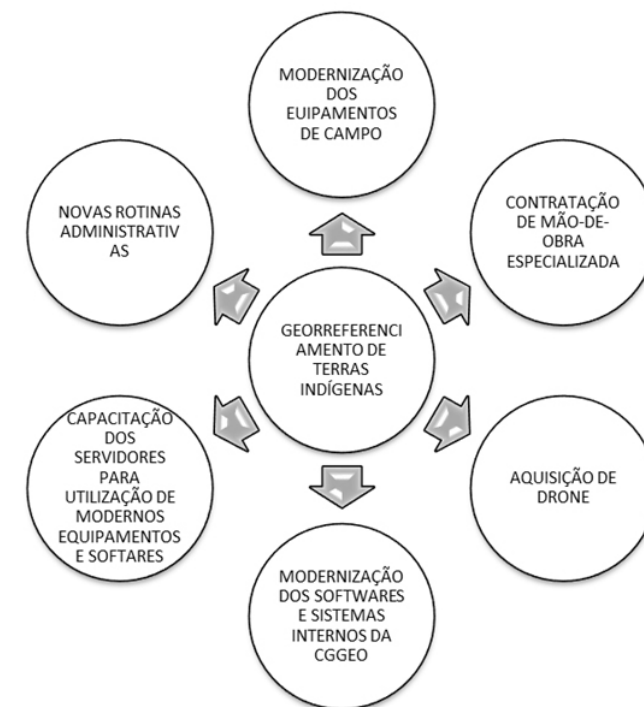 MODERNIZAÇÃO
DOS
EUIPAMENTOS
DE CAMPO
CONTRATAÇÃO
DE MÃO-DE-
OBRA
ESPECIALIZADA
AQUISIÇÃO DE
DRONE
MODERNIZAÇÃO
DOS SOFTWARES
E SISTEMAS
INTERNOS DA
CGGEO
CAPACITAÇÃO
DOS
SERVIDORES
PARA
UTILIZAÇÃO DE
MODERNOS
EQUIPAMENTOS
E SOFTARES
NOVAS ROTINAS
ADMINISTRATIV
AS
GEORREFERENCI
AMENTO DE
TERRAS
INDÍGENAS